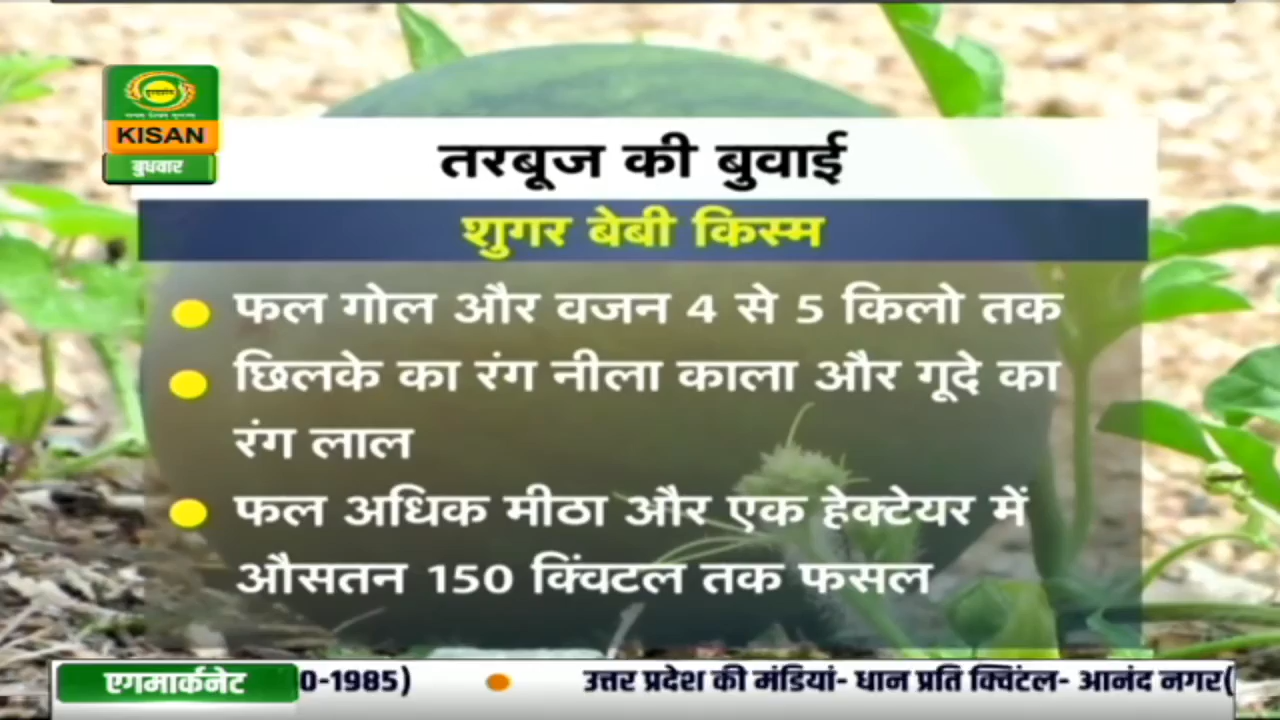 KISAN
बुधवार
तरबूज की बुवाई
शुगर बेबी किस्म
फल गोल और वजन 4 से 5 किलो तक
छिलके का रंग नीला काला और गूदे का
रंग लाल
फल अधिक मीठा और एक हेक्टेयर में
औसतन 150 क्विंटल तक फसल
एगमार्कनेट 0-1985) उत्तर प्रदेश की मंडियां- धान प्रति क्विंटल- आनंद नगर(